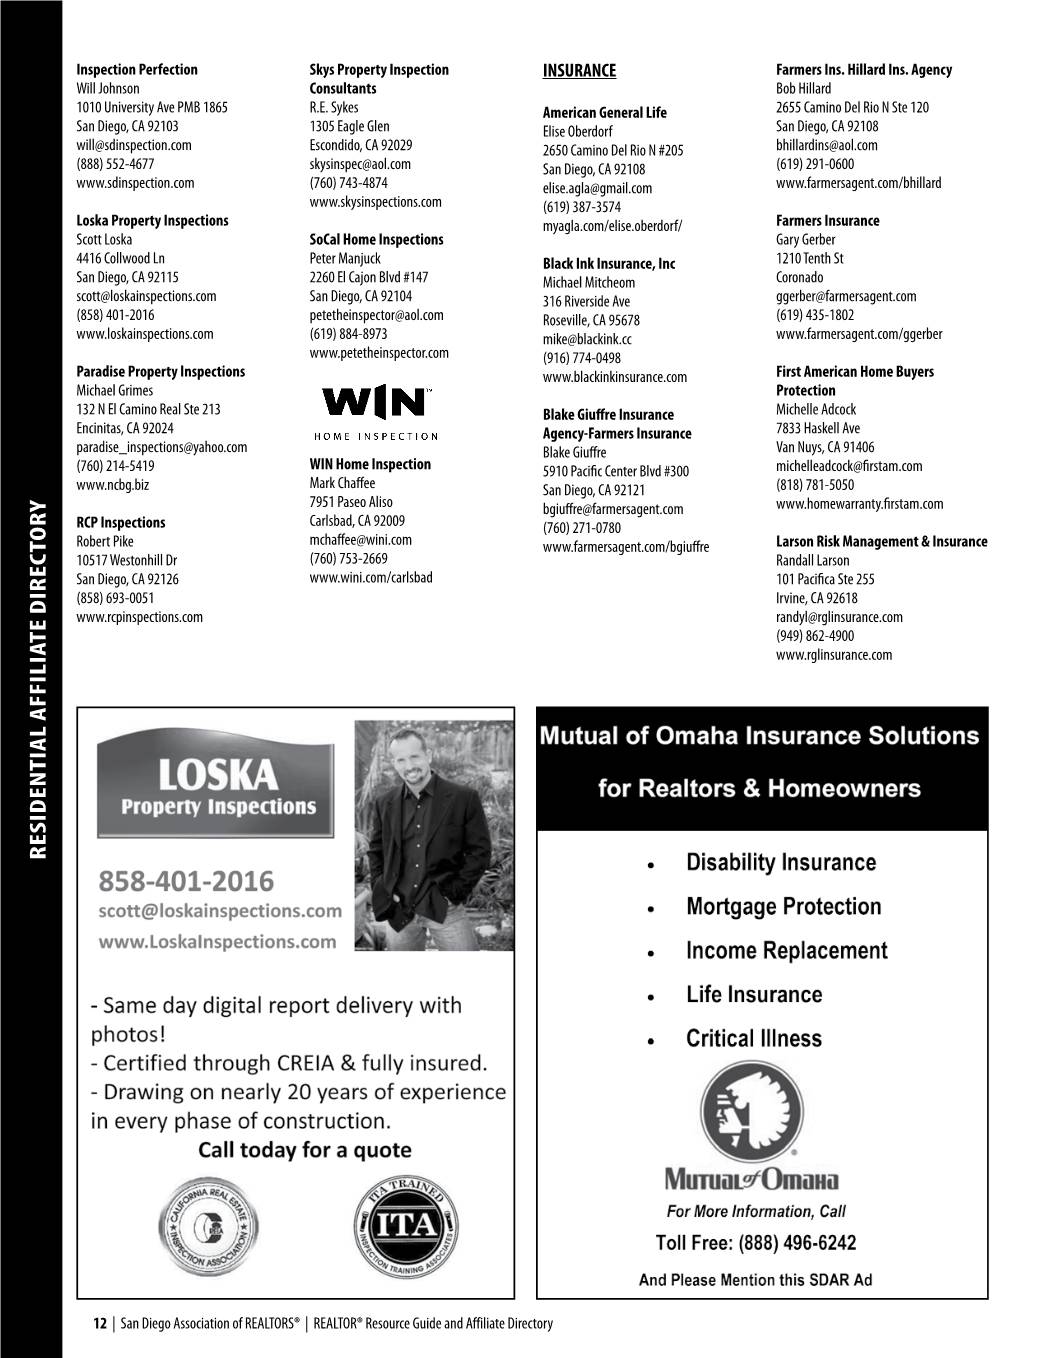 RESIDENTIAL AFFILIATE DIRECTORY
Inspection Perfection
Will Johnson
1010 University Ave PMB 1865
San Diego, CA 92103
will@sdinspection.com
(888) 552-4677
www.sdinspection.com
Loska Property Inspections
Scott Loska
4416 Collwood Ln
San Diego, CA 92115
scott@loskainspections.com
(858) 401-2016
www.loskainspections.com
Paradise Property Inspections
Michael Grimes
132 N El Camino Real Ste 213
Encinitas, CA 92024
paradise_inspections@yahoo.com
(760) 214-5419
www.ncbg.biz
RCP Inspections
Robert Pike
10517 Westonhill Dr
San Diego, CA 92126
(858) 693-0051
www.rcpinspections.com
Skys Property Inspection
Consultants
R.E. Sykes
1305 Eagle Glen
Escondido, CA 92029
skysinspec@aol.com
(760) 743-4874
www.skysinspections.com
SoCal Home Inspections
Peter Manjuck
2260 El Cajon Blvd #147
San Diego, CA 92104
petetheinspector@aol.com
(619) 884-8973
www.petetheinspector.com
WIN™
HOME INSPECTION
WIN Home Inspection
Mark Chaffee
7951 Paseo Aliso
Carlsbad, CA 92009
mchaffee@wini.com
(760) 753-2669
www.wini.com/carlsbad
INSURANCE
American General Life
Elise Oberdorf
2650 Camino Del Rio N #205
San Diego, CA 92108
elise.agla@gmail.com
(619) 387-3574
myagla.com/elise.oberdorf/
Black Ink Insurance, Inc
Michael Mitcheom
316 Riverside Ave
Roseville, CA 95678
mike@blackink.cc
(916) 774-0498
www.blackinkinsurance.com
Blake Giuffre Insurance
Agency-Farmers Insurance
Blake Giuffre
5910 Pacific Center Blvd #300
San Diego, CA 92121
bgiuffre@farmersagent.com
(760) 271-0780
www.farmersagent.com/bgiuffre
Farmers Ins. Hillard Ins. Agency
Bob Hillard
2655 Camino Del Rio N Ste 120
San Diego, CA 92108
bhillardins@aol.com
(619) 291-0600
www.farmersagent.com/bhillard
Farmers Insurance
Gary Gerber
1210 Tenth St
Coronado
ggerber@farmersagent.com
(619) 435-1802
www.farmersagent.com/ggerber
First American Home Buyers
Protection
Michelle Adcock
7833 Haskell Ave
Van Nuys, CA 91406
michelleadcock@firstam.com
(818) 781-5050
www.homewarranty.firstam.com
Larson Risk Management & Insurance
Randall Larson
101 Pacifica Ste 255
Irvine, CA 92618
randyl@rglinsurance.com
(949) 862-4900
www.rglinsurance.com
LOSKA
Property Inspections
858-401-2016
scott@loskainspections.com
www.LoskaInspections.com
- Same day digital report delivery with
photos!
- Certified through CREIA & fully insured.
- Drawing on nearly 20 years of experience
in every phase of construction.
Call today for a quote
CALIFORNIA REAL ESTATE
CREIA
INSPECTION ASSOCIATION
ITA TRAINED
ITA
INSPECTION TRAINING ASSOCIATES
Mutual of Omaha Insurance Solutions
for Realtors & Homeowners
• Disability Insurance
• Mortgage Protection
• Income Replacement
• Life Insurance
• Critical Illness
MUTUAL of OMAHA
For More Information, Call
Toll Free: (888) 496-6242
And Please Mention this SDAR Ad
12 | San Diego Association of REALTORS® | REALTOR® Resource Guide and Affiliate Directory